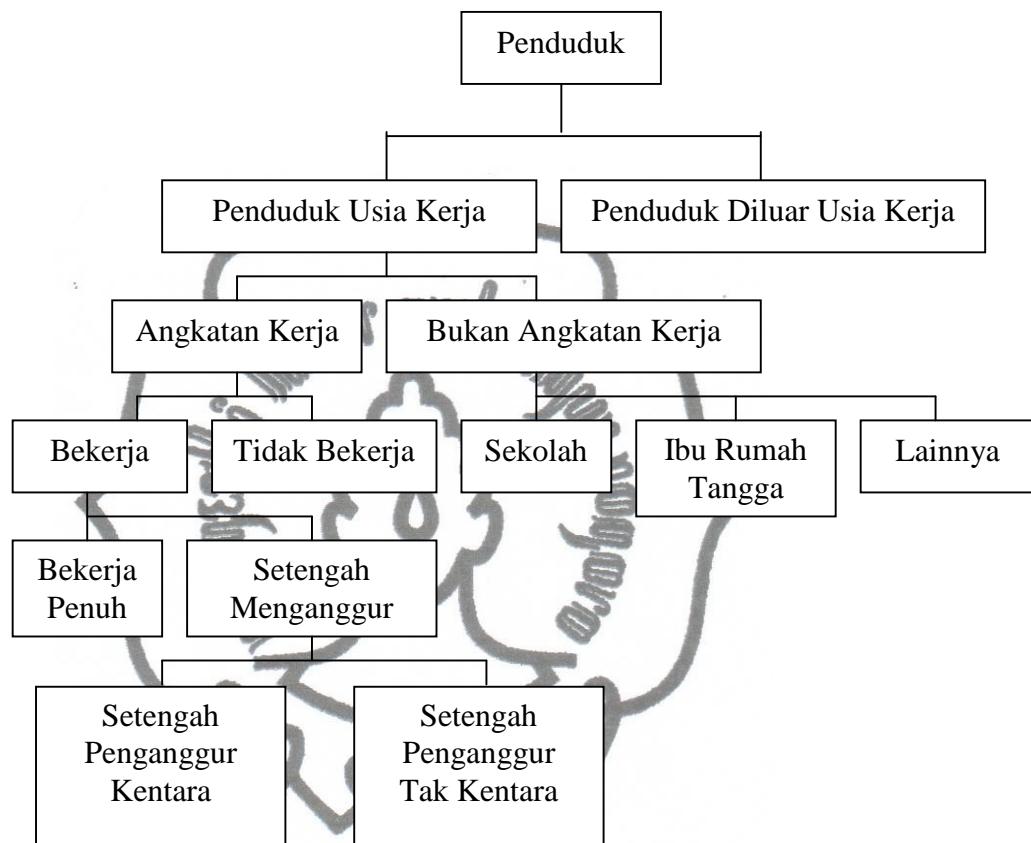 Penduduk
Penduduk Usia Kerja
Penduduk Diluar Usia Kerja
Angkatan Kerja
Bukan Angkatan Kerja
Bekerja
Tidak Bekerja
Sekolah
Ibu Rumah
Tangga
Lainnya
Bekerja
Penuh
Setengah
Menganggur
Setengah
Penganggur
Kentara
Setengah
Penganggur
Tak Kentara